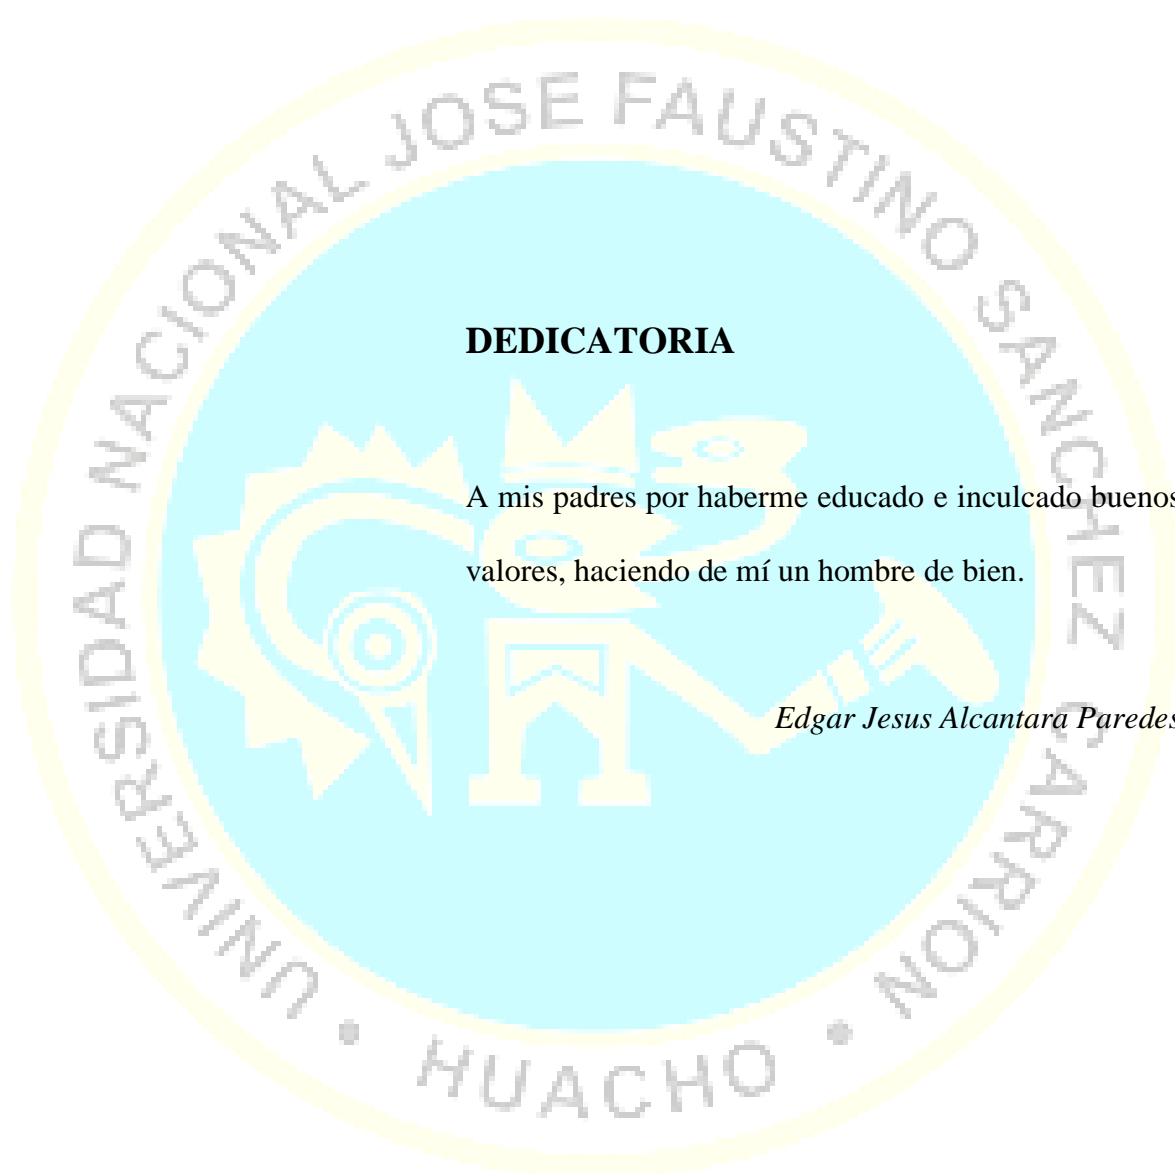 UNIVERSIDAD NACIONAL JOSE FAUSTINO SANCHEZ CARRION
• HUACHO •
DEDICATORIA
A mis padres por haberme educado e inculcado buenos
valores, haciendo de mí un hombre de bien.
Edgar Jesus Alcantara Paredes